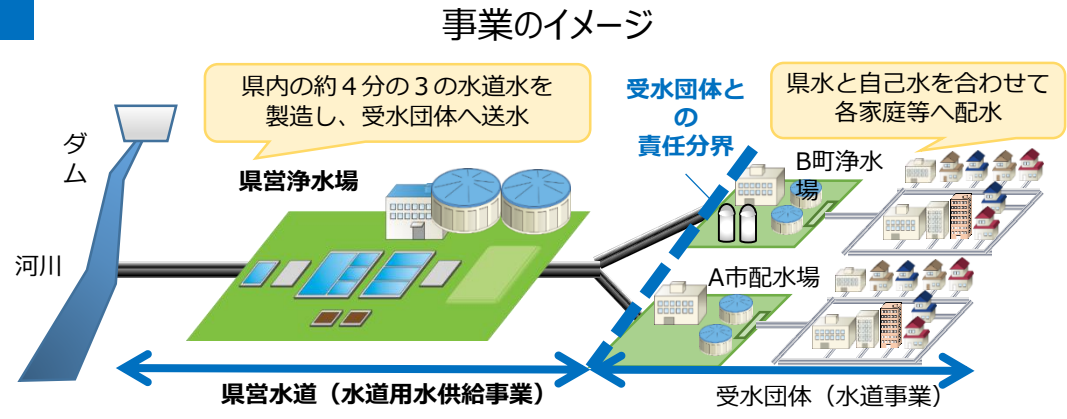 事業のイメージ
県内の約４分の３の水道水を
製造し、受水団体へ送水
受水団体と
の
責任分界
県水と自己水を合わせて
各家庭等へ配水
ダム
県営浄水場
B町浄水
場
河川
A市配水場
県営水道（水道用水供給事業）
受水団体（水道事業）